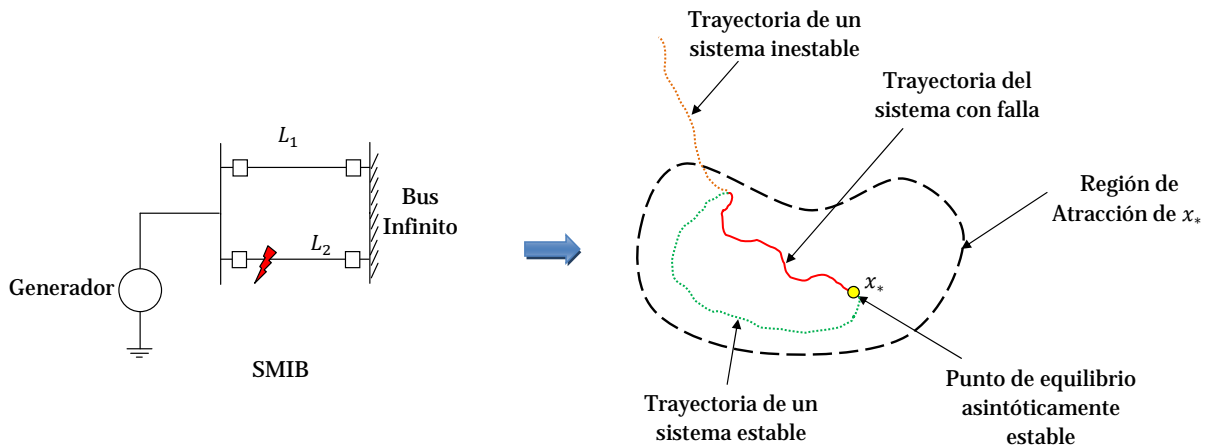 L₁
L₂
Bus
Infinito
Generador
SMIB
Trayectoria de un
sistema inestable
Trayectoria del
sistema con falla
Región de
Atracción de x*
x*
Trayectoria de un
sistema estable
Punto de equilibrio
asintóticamente
estable